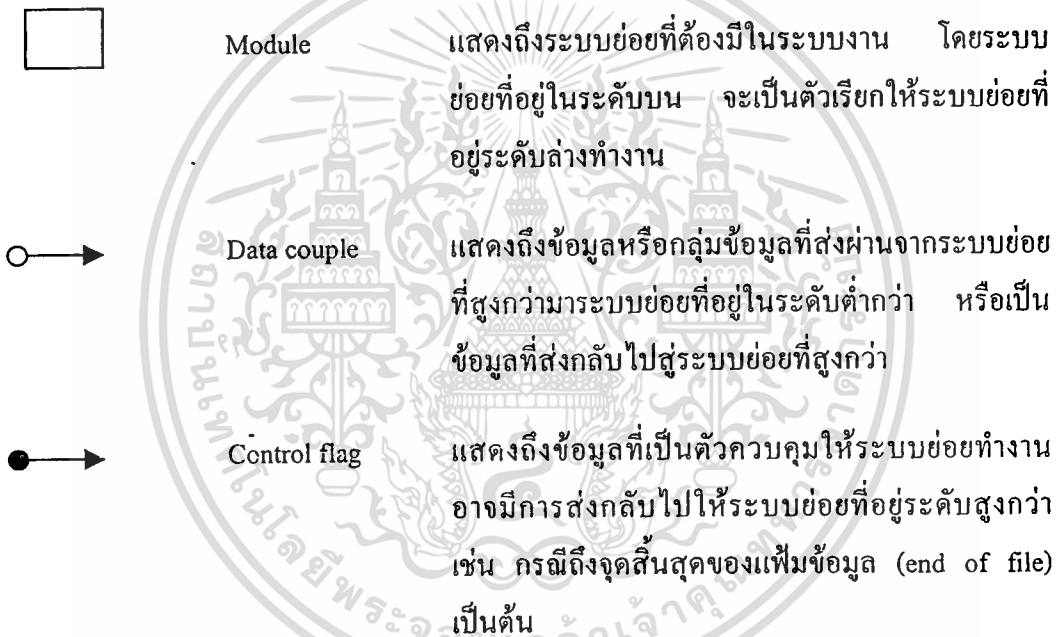 Module แสดงถึงระบบย่อยที่ต้องมีในระบบงาน โดยระบบ
ย่อยที่อยู่ในระดับบน จะเป็นตัวเรียกให้ระบบย่อยที่
อยู่ระดับล่างทำงาน
Data couple แสดงถึงข้อมูลหรือกลุ่มข้อมูลที่ส่งผ่านจากระบบย่อย
ที่สูงกว่ามาระบบย่อยที่อยู่ในระดับต่ำกว่า หรือเป็น
ข้อมูลที่ส่งกลับไปสู่ระบบย่อยที่สูงกว่า
Control flag แสดงถึงข้อมูลที่เป็นตัวควบคุมให้ระบบย่อยทำงาน
อาจมีการส่งกลับไปให้ระบบย่อยที่อยู่ระดับสูงกว่า
เช่น กรณีถึงจุดสิ้นสุดของแฟ้มข้อมูล (end of file)
เป็นต้น